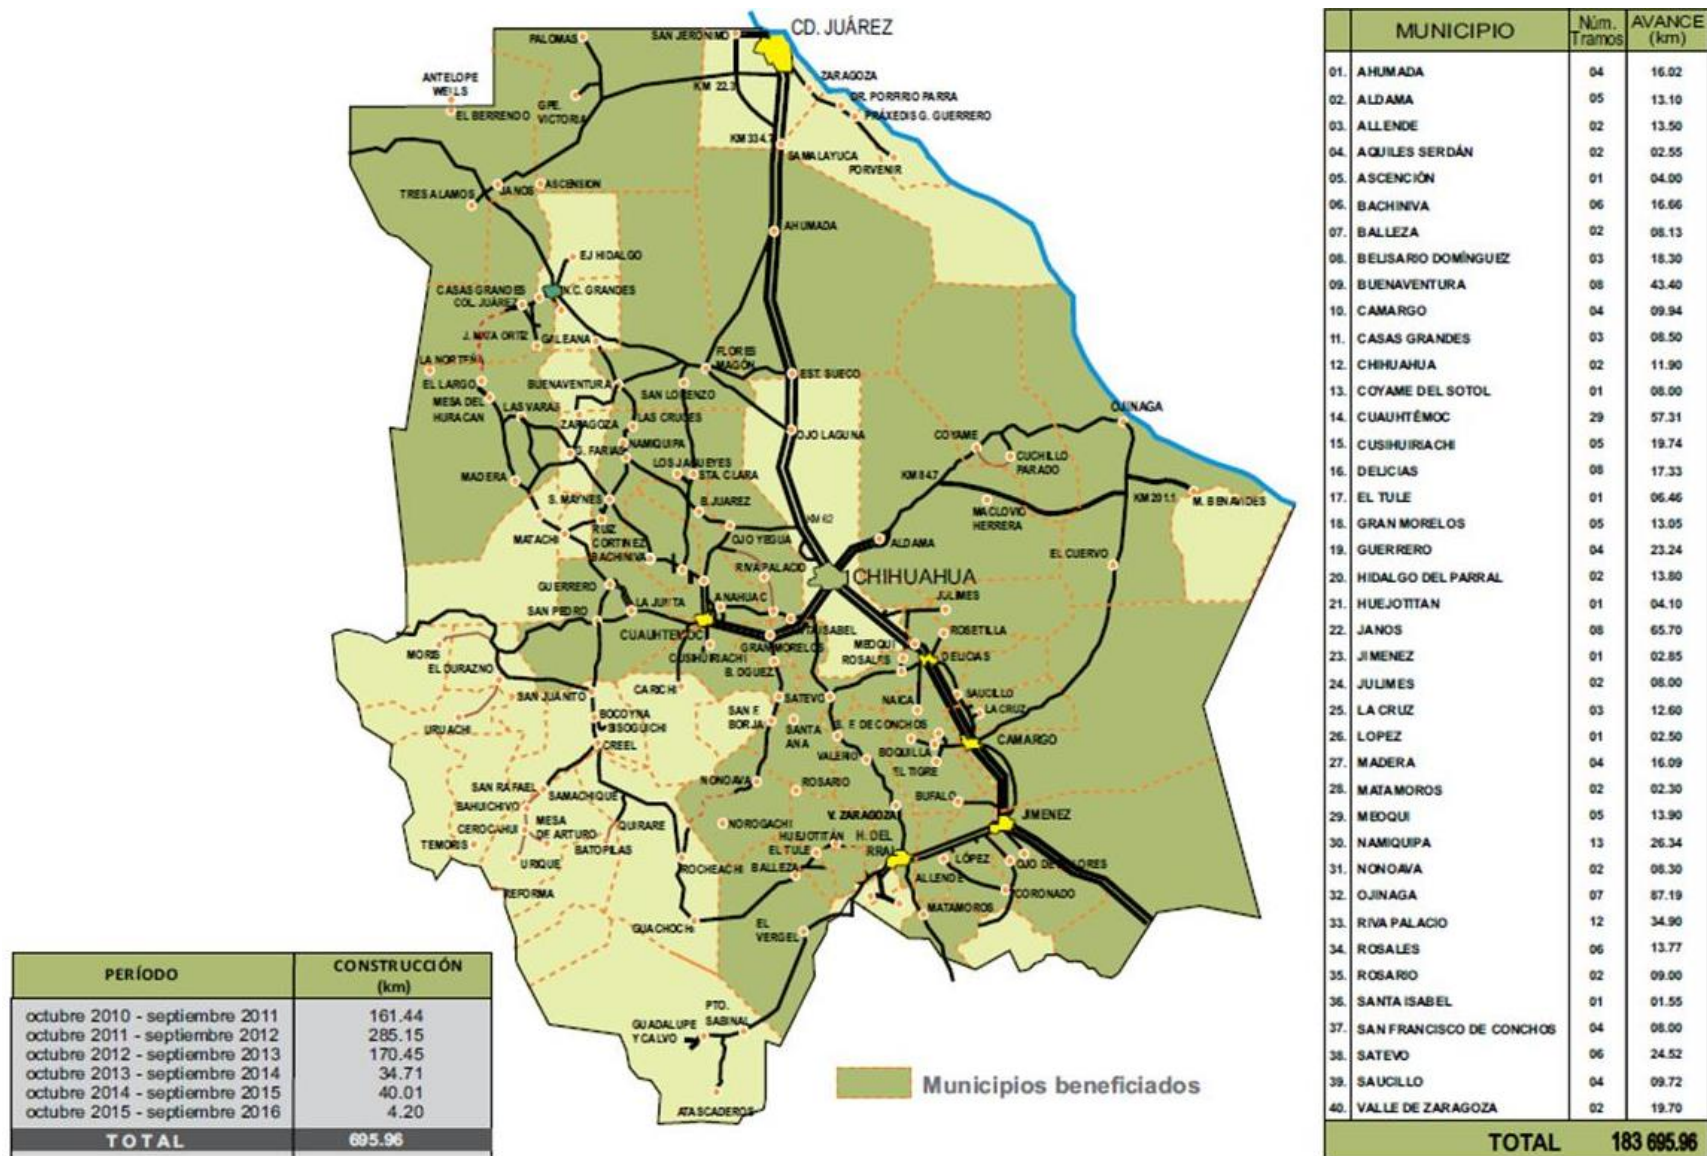 CD. JUÁREZ
PALOMAS
SAN JERÓNIMO
ANTELOPE
WELLS
EL BERRENDO
GPE.
VICTORIA
KM 22.3
ZARAGOZA
DR. PORFIRIO PARRA
PRÁXEDIS G. GUERRERO
KM 334.7
SAMALAYUCA
PORVENIR
TRES ALAMOS
JANOS
ASCENSION
AHUMADA
EJ HIDALGO
CASAS GRANDES
N.C. GRANDES
COL. JUÁREZ
J. MATA ORTÍZ
GALEANA
LA NORTEÑA
FLORES
MAGÓN
EST. SUECO
EL LARGO
BUENAVENTURA
SAN LORENZO
MESA DEL
HURACAN
LAS VARAS
ZARAGOZA
LAS CRUCES
OJO LAGUNA
OJINAGA
COYAME
G. FARIAS
NAMIQUIPA
CUCHILLO
PARADO
MADERA
LOS JAGUEYES
STA. CLARA
KM 84.7
S. MAYNES
B. JUAREZ
MACLOVIO
HERRERA
KM 201.1
M. BENAVIDES
MATACHI
RUIZ
CORTINEZ
KM 62
OJO YEGUA
BACHINIVA
ALDAMA
EL CUERVO
RIVA PALACIO
CHIHUAHUA
GUERRERO
LA JUNTA
ANAHUAC
JULIMES
SAN PEDRO
CUAUHTEMOC
GRAN MORELOS
MEOQUI
ROSETILLA
ROSALES
DELICIAS
MORIS
EL DURAZNO
CUSIHUIRIACHI
B. DGUEZ
CARICHI
SAN JUANITO
SATEVO
NAICA
SAUCILLO
LA CRUZ
URUACHI
BOCOYNA
SISOGUICHI
SAN F.
BORJA
SANTA
ANA
S. F. DE CONCHOS
CREEL
VALERIO
BOQUILLA
CAMARGO
EL TIGRE
SAN RAFAEL
SAMACHIQUE
NONOAVA
ROSARIO
BUFALO
BAHUICHIVO
MESA
DE ARTURO
QUIRARE
NOROGACHI
V. ZARAGOZA
JIMENEZ
CEROCAHUI
TEMORIS
BATOPILAS
HUEJOTITÁN
H. DEL
EL TULE
URIQUE
ROCHEACHI
BALLEZA
LÓPEZ
REFORMA
ALLENDE
CORONADO
MATAMOROS
GUACHOCHI
EL
VERGEL
PTO.
SABINAL
GUADALUPE
Y CALVO
ATASCADEROS
Municipios beneficiados
PERÍODO CONSTRUCCIÓN
(km)
octubre 2010 - septiembre 2011 161.44
octubre 2011 - septiembre 2012 285.15
octubre 2012 - septiembre 2013 170.45
octubre 2013 - septiembre 2014 34.71
octubre 2014 - septiembre 2015 40.01
octubre 2015 - septiembre 2016 4.20
TOTAL 695.96
MUNICIPIO Núm. Tramos AVANCE (km)
01. AHUMADA 04 16.02
02. ALDAMA 05 13.10
03. ALLENDE 02 13.50
04. AQUILES SERDÁN 02 02.55
05. ASCENCIÓN 01 04.00
06. BACHINIVA 06 16.66
07. BALLEZA 02 08.13
08. BELISARIO DOMÍNGUEZ 03 18.30
09. BUENAVENTURA 08 43.40
10. CAMARGO 04 09.94
11. CASAS GRANDES 03 08.50
12. CHIHUAHUA 02 11.90
13. COYAME DEL SOTOL 01 08.00
14. CUAUHTÉMOC 29 57.31
15. CUSIHUIRIACHI 05 19.74
16. DELICIAS 08 17.33
17. EL TULE 01 06.46
18. GRAN MORELOS 05 13.05
19. GUERRERO 04 23.24
20. HIDALGO DEL PARRAL 02 13.80
21. HUEJOTITAN 01 04.10
22. JANOS 08 65.70
23. JIMENEZ 01 02.85
24. JULIMES 02 08.00
25. LA CRUZ 03 12.60
26. LOPEZ 01 02.50
27. MADERA 04 16.09
28. MATAMOROS 02 02.30
29. MEOQUI 05 13.90
30. NAMIQUIPA 13 26.34
31. NONOAVA 02 08.30
32. OJINAGA 07 87.19
33. RIVA PALACIO 12 34.90
34. ROSALES 06 13.77
35. ROSARIO 02 09.00
36. SANTA ISABEL 01 01.55
37. SAN FRANCISCO DE CONCHOS 04 08.00
38. SATEVO 06 24.52
39. SAUCILLO 04 09.72
40. VALLE DE ZARAGOZA 02 19.70
TOTAL 183 695.96